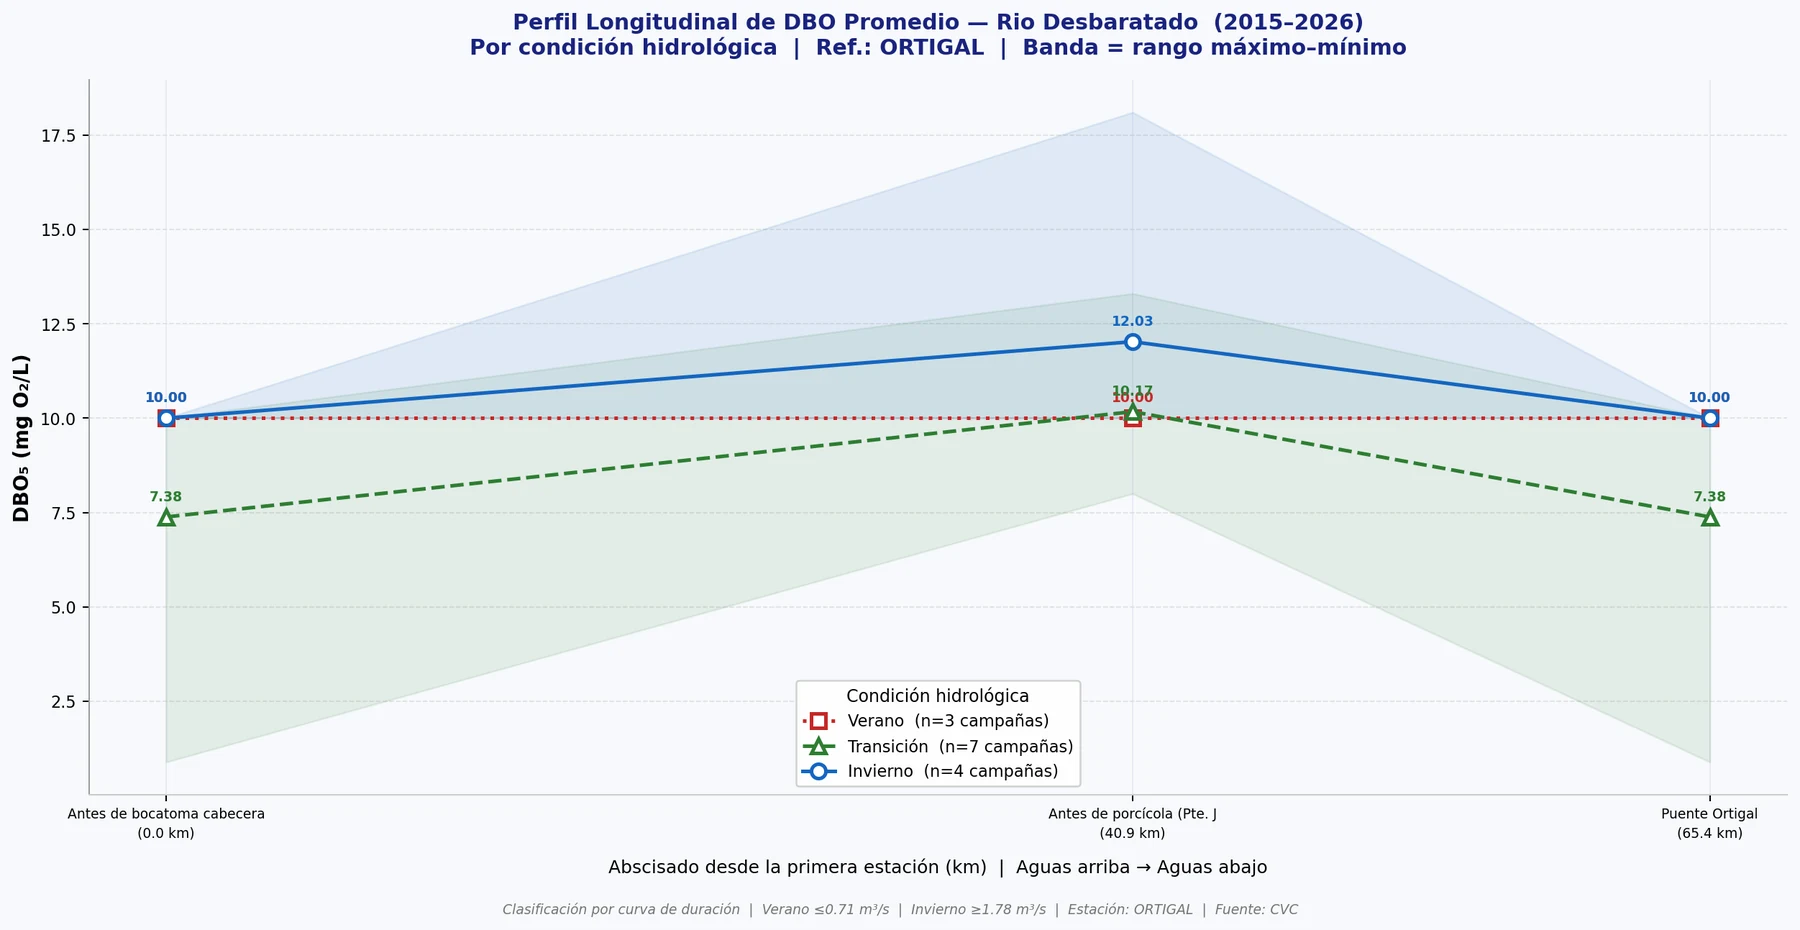 Perfil Longitudinal de DBO Promedio — Rio Desbaratado  (2015–2026)
Por condición hidrológica  |  Ref.: ORTIGAL  |  Banda = rango máximo–mínimo
DBO₅ (mg O₂/L)
17.5
15.0
12.5
10.0
7.5
5.0
2.5
10.00
7.38
12.03
10.17
10.00
10.00
7.38
Condición hidrológica
Verano  (n=3 campañas)
Transición  (n=7 campañas)
Invierno  (n=4 campañas)
Antes de bocatoma cabecera
(0.0 km)
Antes de porcícola (Pte. J
(40.9 km)
Puente Ortigal
(65.4 km)
Abscisado desde la primera estación (km)  |  Aguas arriba → Aguas abajo
Clasificación por curva de duración  |  Verano ≤0.71 m³/s  |  Invierno ≥1.78 m³/s  |  Estación: ORTIGAL  |  Fuente: CVC